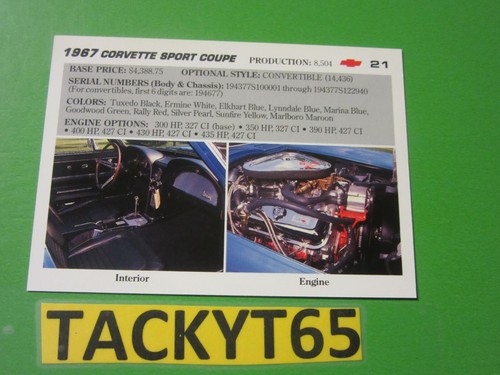 1967 CORVETTE SPORT COUPE PRODUCTION: 8,504 21
BASE PRICE: $4,388.75 OPTIONAL STYLE: CONVERTIBLE (14,436)
SERIAL NUMBERS (Body & Chassis): 194377S100001 through 194377S122940
(For convertibles, first 6 digits are: 194677)
COLORS: Tuxedo Black, Ermine White, Elkhart Blue, Lynndale Blue, Marina Blue,
Goodwood Green, Rally Red, Silver Pearl, Sunfire Yellow, Marlboro Maroon
ENGINE OPTIONS: 300 HP, 327 CI (base) • 350 HP, 327 CI • 390 HP, 427 CI
• 400 HP, 427 CI • 430 HP, 427 CI • 435 HP, 427 CI
Interior Engine
TACKYT65